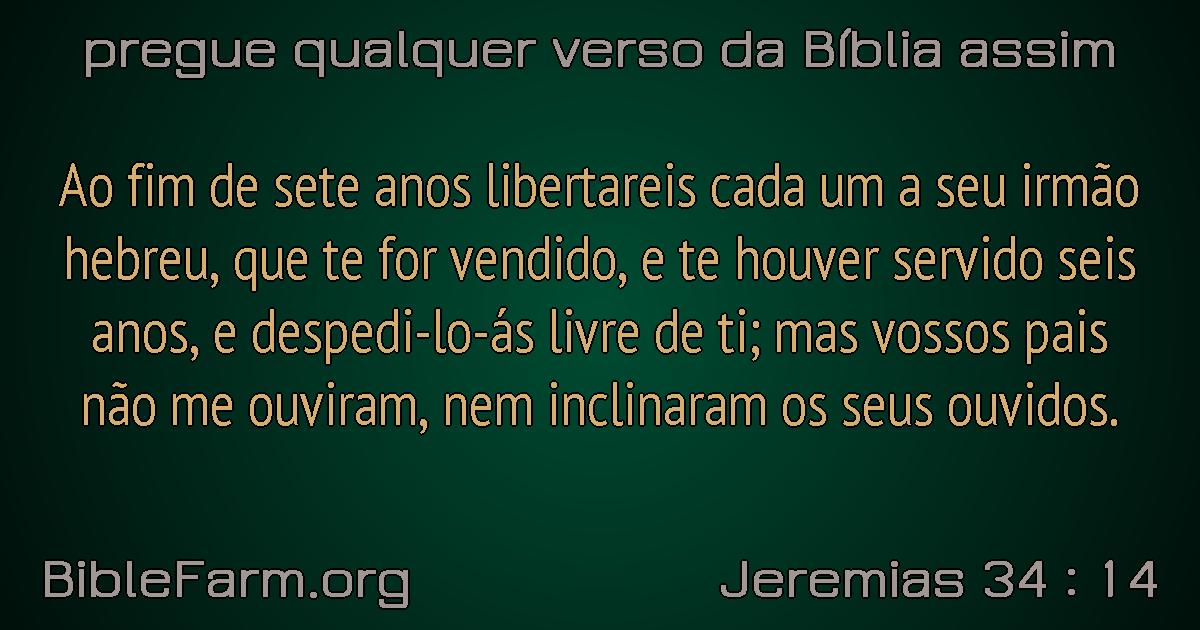 pregue qualquer verso da Bíblia assim
Ao fim de sete anos libertareis cada um a seu irmão
hebreu, que te for vendido, e te houver servido seis
anos, e despedi-lo-ás livre de ti; mas vossos pais
não me ouviram, nem inclinaram os seus ouvidos.
BibleFarm.org
Jeremias 34 : 14